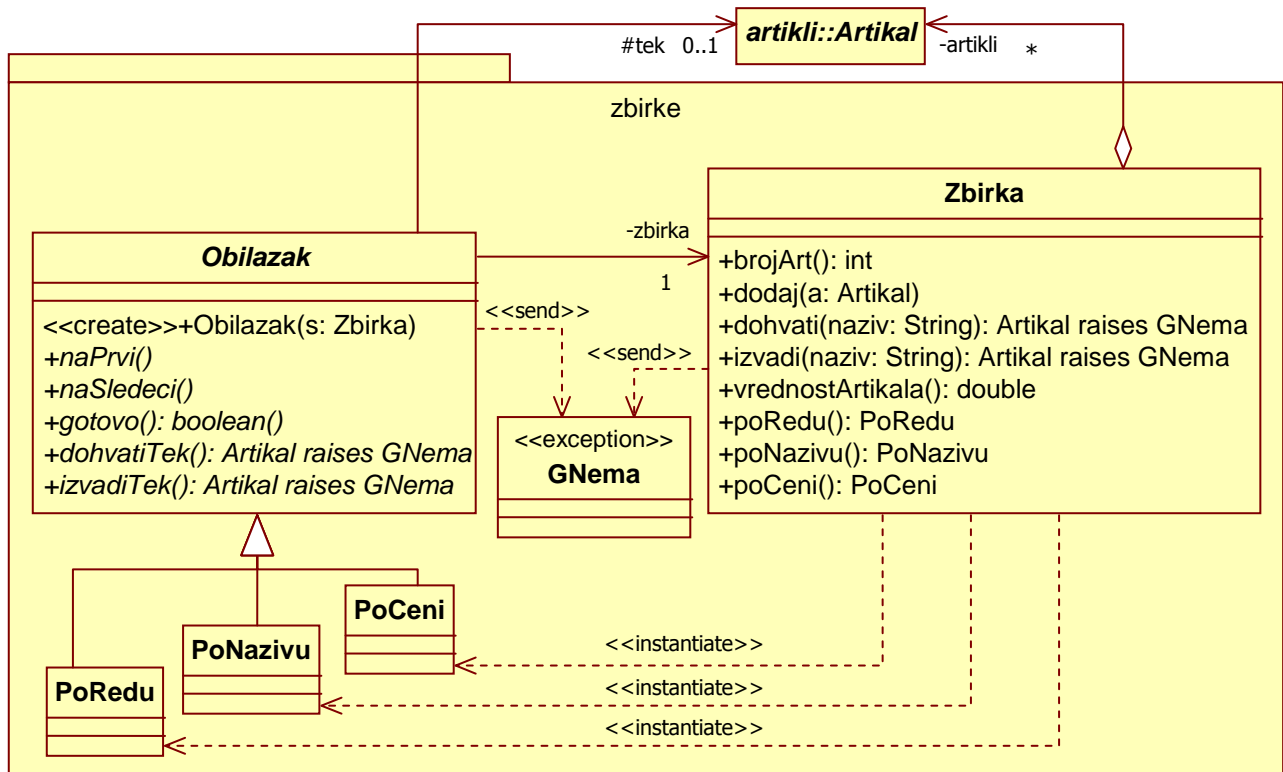 artikli::Artikal
#tek 0..1
-artikli *
zbirke
Zbirka
+brojArt(): int
+dodaj(a: Artikal)
+dohvati(naziv: String): Artikal raises GNema
+izvadi(naziv: String): Artikal raises GNema
+vrednostArtikala(): double
+poRedu(): PoRedu
+poNazivu(): PoNazivu
+poCeni(): PoCeni
-zbirka
1
Obilazak
<<create>>+Obilazak(s: Zbirka)
+naPrvi()
+naSledeci()
+gotovo(): boolean()
+dohvatiTek(): Artikal raises GNema
+izvadiTek(): Artikal raises GNema
<<send>>
<<send>>
<<exception>>
GNema
PoCeni
PoNazivu
PoRedu
<<instantiate>>
<<instantiate>>
<<instantiate>>